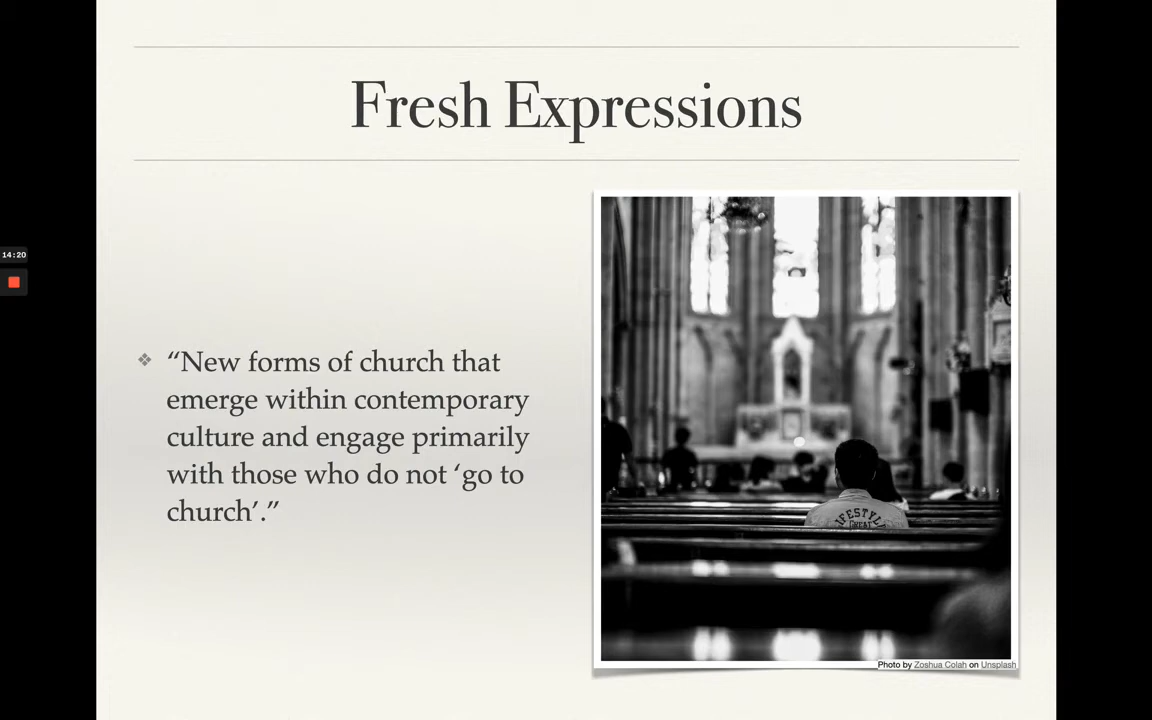 Fresh Expressions
14:20
❖ “New forms of church that
emerge within contemporary
culture and engage primarily
with those who do not ‘go to
church’.”
Photo by Zoshua Colah on Unsplash